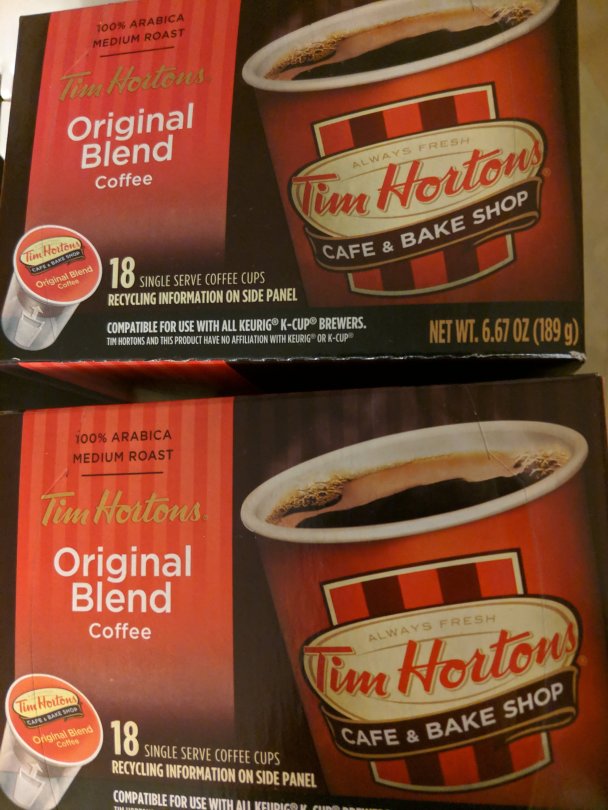 100% ARABICA
MEDIUM ROAST
Tim Hortons.
Original
Blend
Coffee
ALWAYS FRESH
Tim Hortons®
CAFE & BAKE SHOP
Tim Hortons
CAFE & BAKE SHOP
Original Blend
Coffee
18 SINGLE SERVE COFFEE CUPS
RECYCLING INFORMATION ON SIDE PANEL
COMPATIBLE FOR USE WITH ALL KEURIG® K-CUP® BREWERS.
TIM HORTONS AND THIS PRODUCT HAVE NO AFFILIATION WITH KEURIG® OR K-CUP®
NET WT. 6.67 OZ (189 g)
100% ARABICA
MEDIUM ROAST
Tim Hortons.
Original
Blend
Coffee
ALWAYS FRESH
Tim Hortons
CAFE & BAKE SHOP
Tim Hortons
CAFE & BAKE SHOP
Original Blend
Coffee
18 SINGLE SERVE COFFEE CUPS
RECYCLING INFORMATION ON SIDE PANEL
COMPATIBLE FOR USE WITH ALL KEURIG® K-CUP®